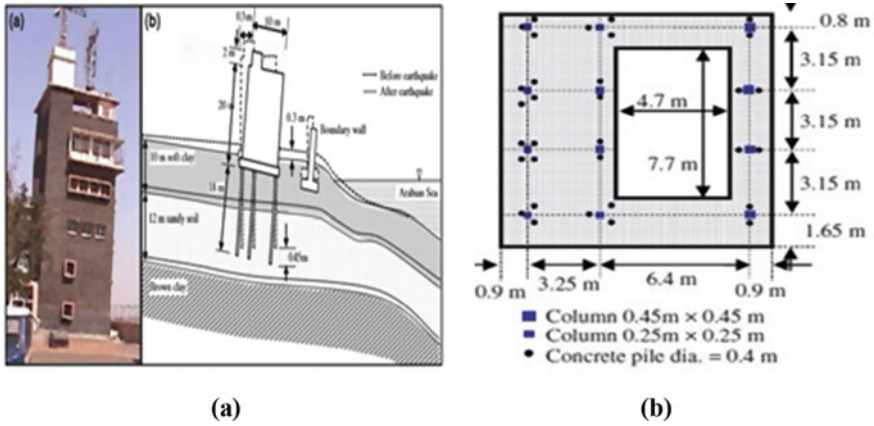 (a)
(b)
0.5m
10 m
2 m
Before earthquake
After earthquake
20 m
0.3 m
Boundary wall
10 m soft clay
Arabian Sea
18 m
12 m sandy soil
0.45m
Brown clay
0.8 m
3.15 m
4.7 m
3.15 m
7.7 m
3.15 m
1.65 m
0.9 m
3.25 m
6.4 m
0.9 m
Column 0.45m × 0.45 m
Column 0.25m × 0.25 m
Concrete pile dia. = 0.4 m
(a)
(b)